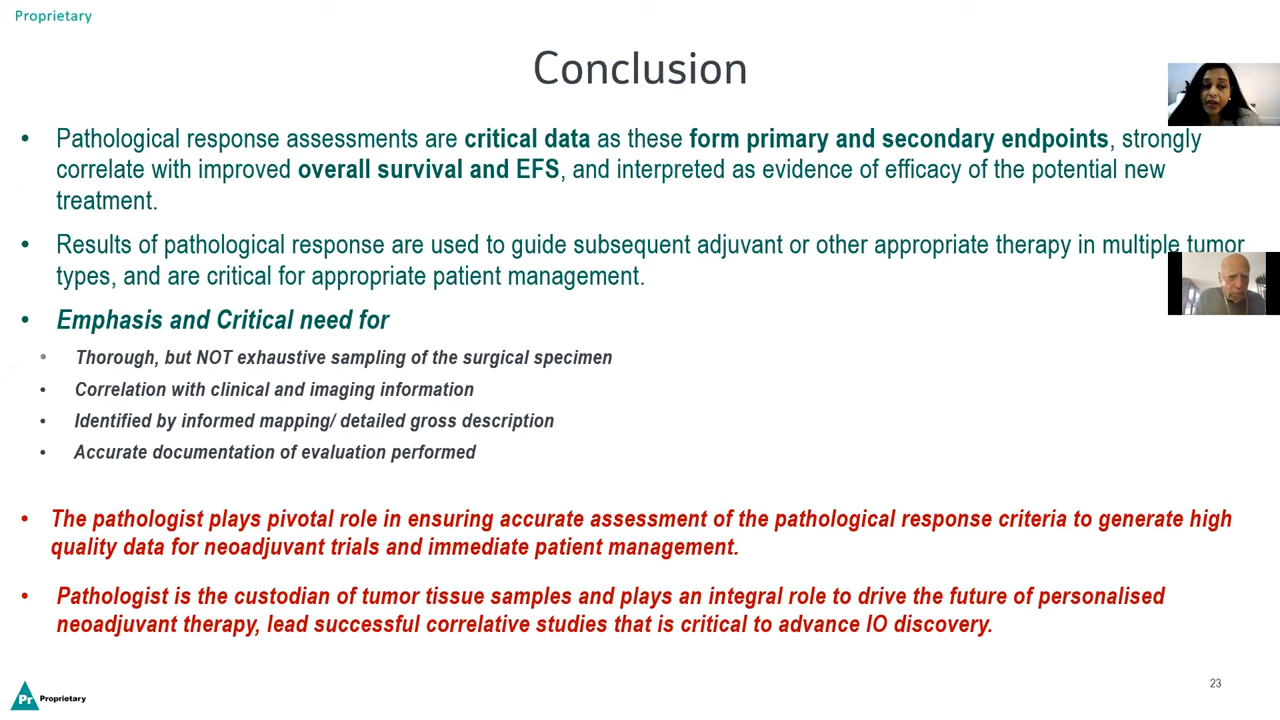 Proprietary
Conclusion
• Pathological response assessments are critical data as these form primary and secondary endpoints, strongly
correlate with improved overall survival and EFS, and interpreted as evidence of efficacy of the potential new
treatment.
• Results of pathological response are used to guide subsequent adjuvant or other appropriate therapy in multiple tumor
types, and are critical for appropriate patient management.
• Emphasis and Critical need for
• Thorough, but NOT exhaustive sampling of the surgical specimen
• Correlation with clinical and imaging information
• Identified by informed mapping/ detailed gross description
• Accurate documentation of evaluation performed
• The pathologist plays pivotal role in ensuring accurate assessment of the pathological response criteria to generate high
quality data for neoadjuvant trials and immediate patient management.
• Pathologist is the custodian of tumor tissue samples and plays an integral role to drive the future of personalised
neoadjuvant therapy, lead successful correlative studies that is critical to advance IO discovery.
23
Pr Proprietary